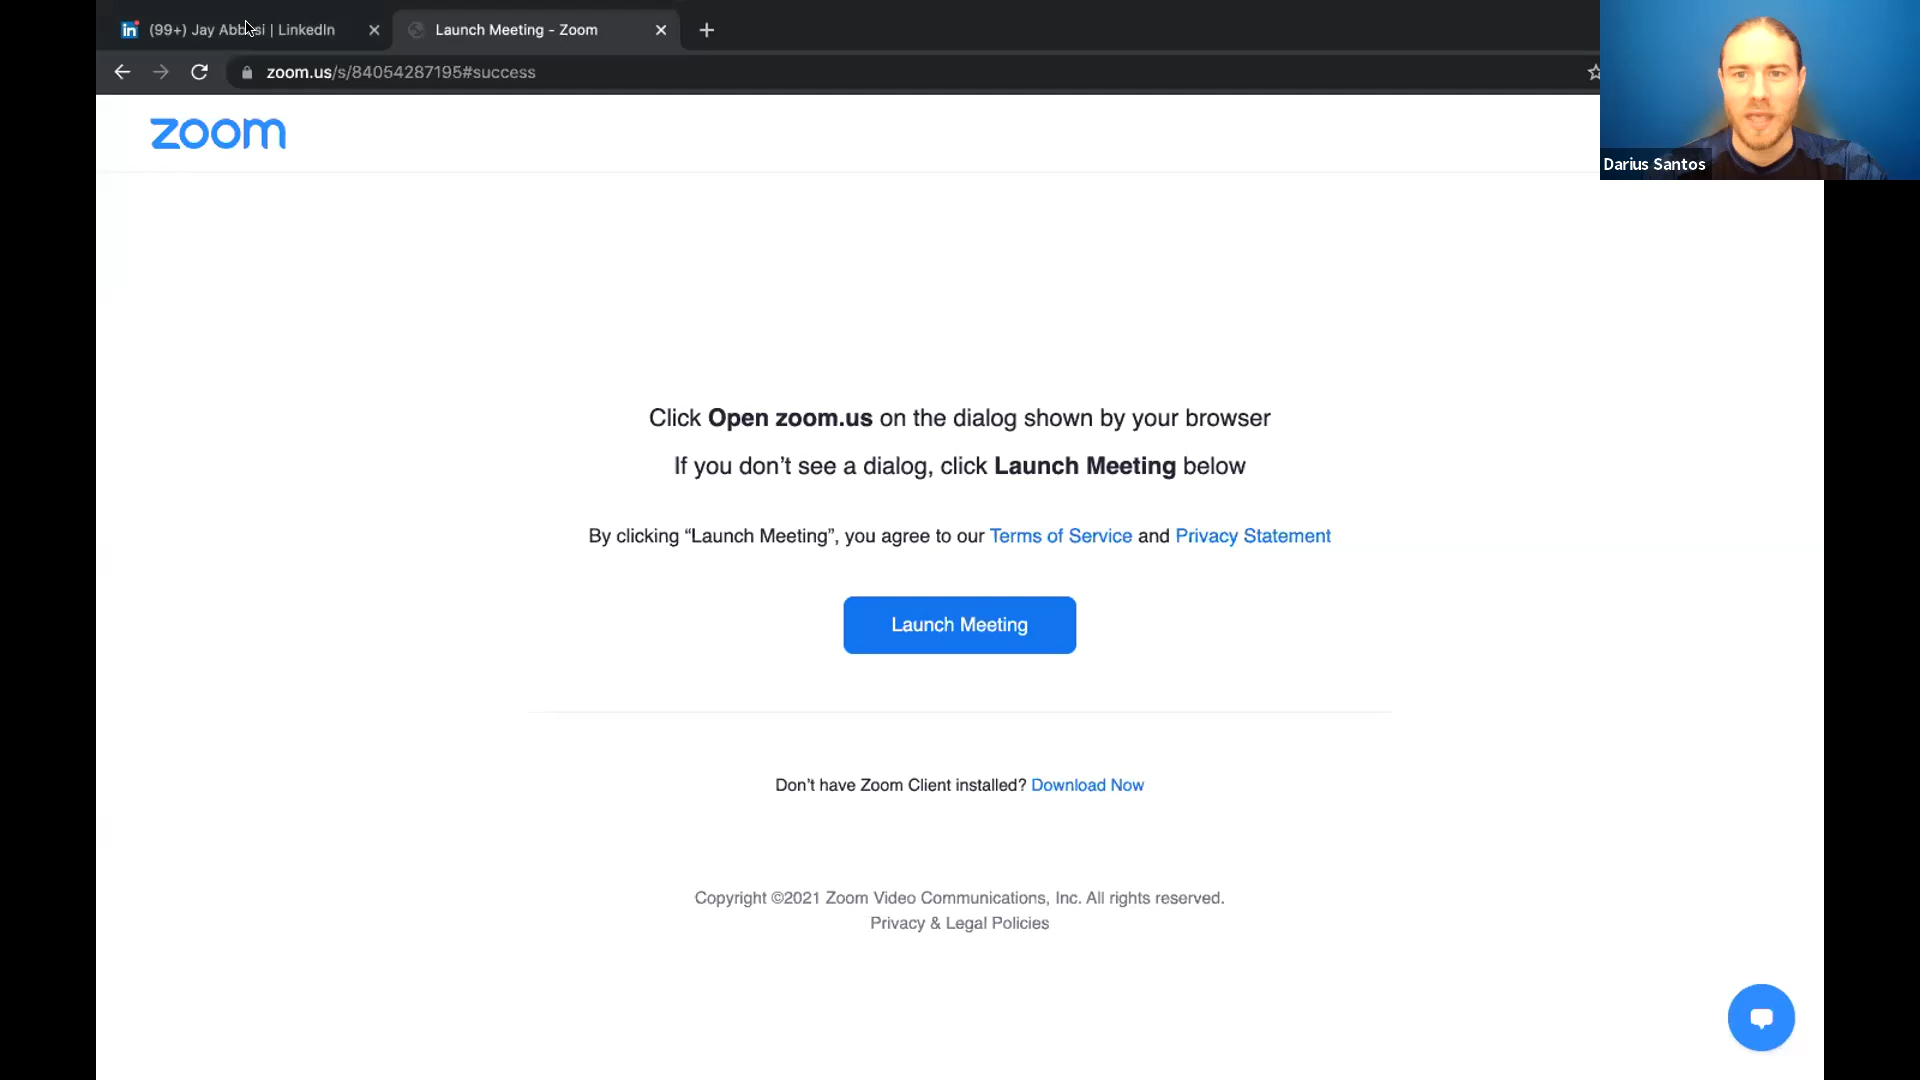 (99+) Jay Abbasi | LinkedIn
Launch Meeting - Zoom
zoom.us/s/84054287195#success
zoom
Darius Santos
Click Open zoom.us on the dialog shown by your browser
If you don’t see a dialog, click Launch Meeting below
By clicking “Launch Meeting”, you agree to our Terms of Service and Privacy Statement
Launch Meeting
Don’t have Zoom Client installed? Download Now
Copyright ©2021 Zoom Video Communications, Inc. All rights reserved.
Privacy & Legal Policies